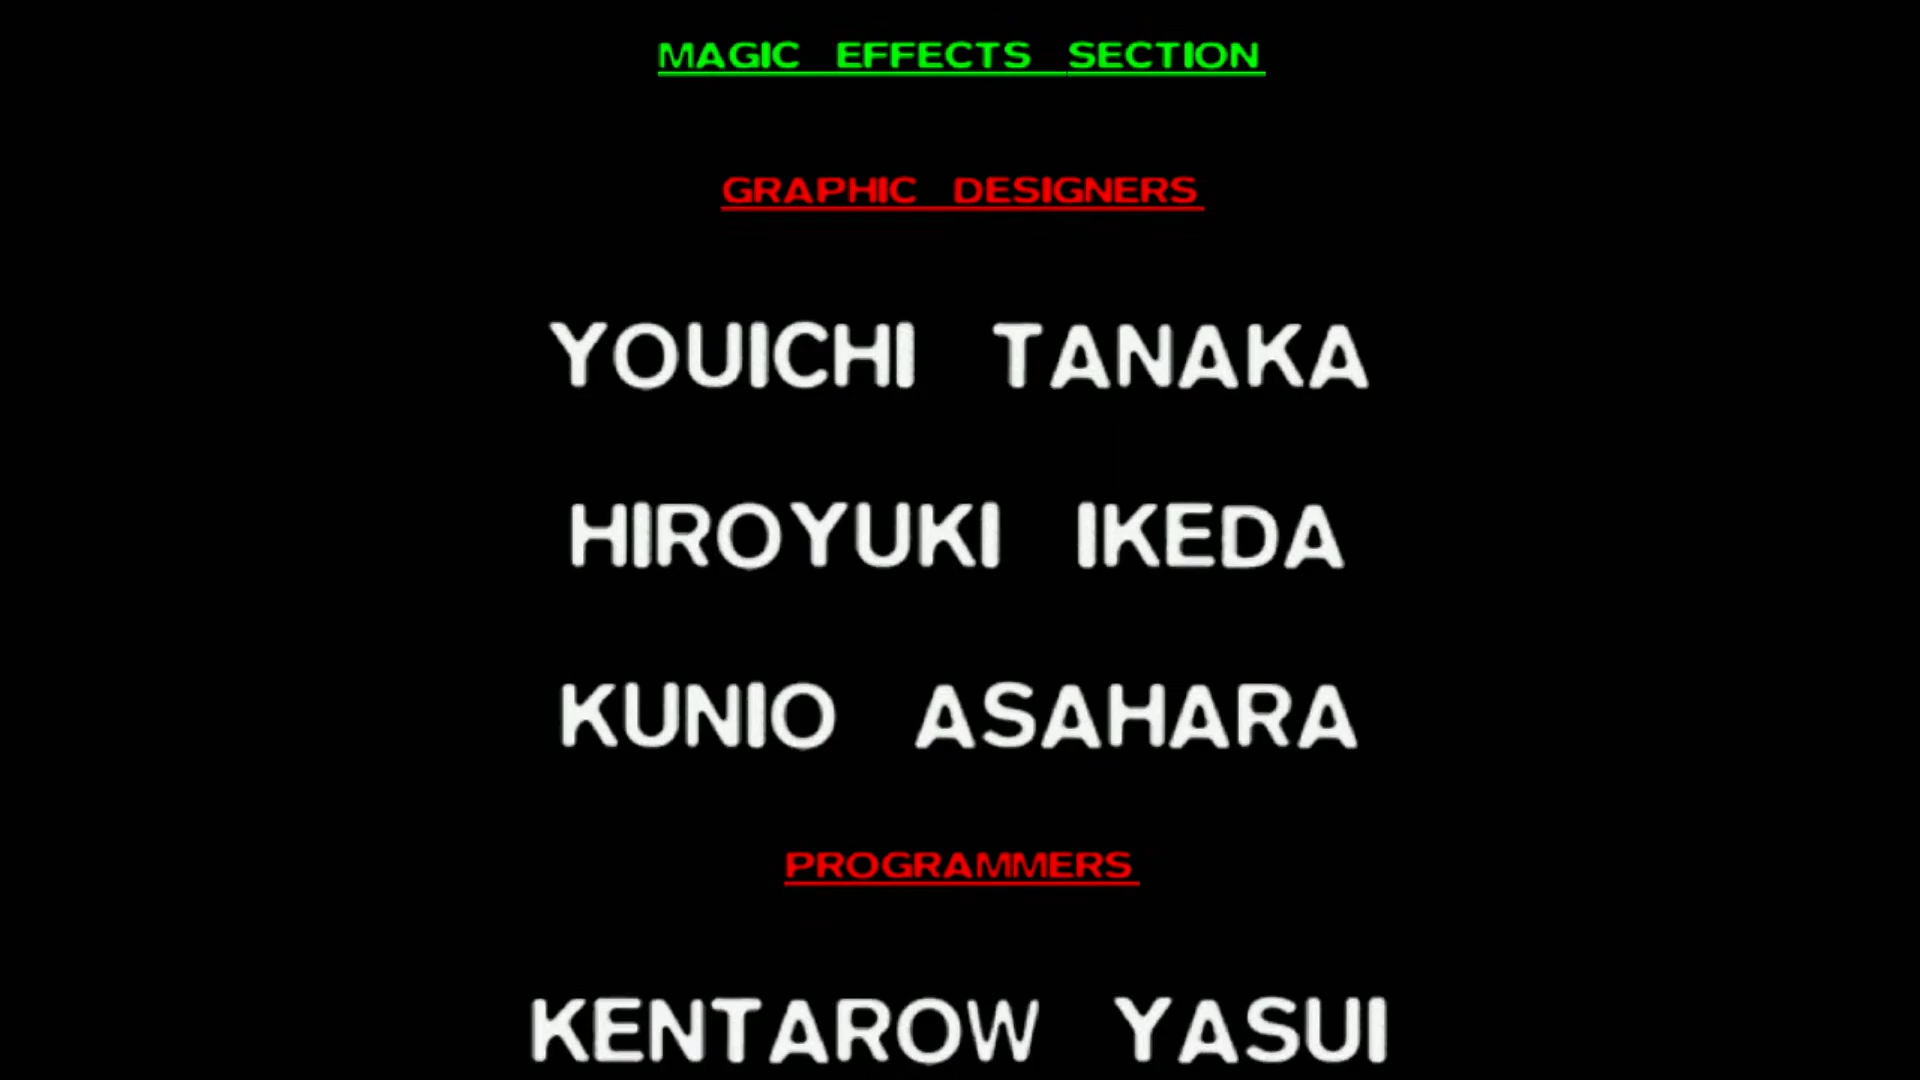 MAGIC EFFECTS SECTION
GRAPHIC DESIGNERS
YOUICHI TANAKA
HIROYUKI IKEDA
KUNIO ASAHARA
PROGRAMMERS
KENTAROW YASUI